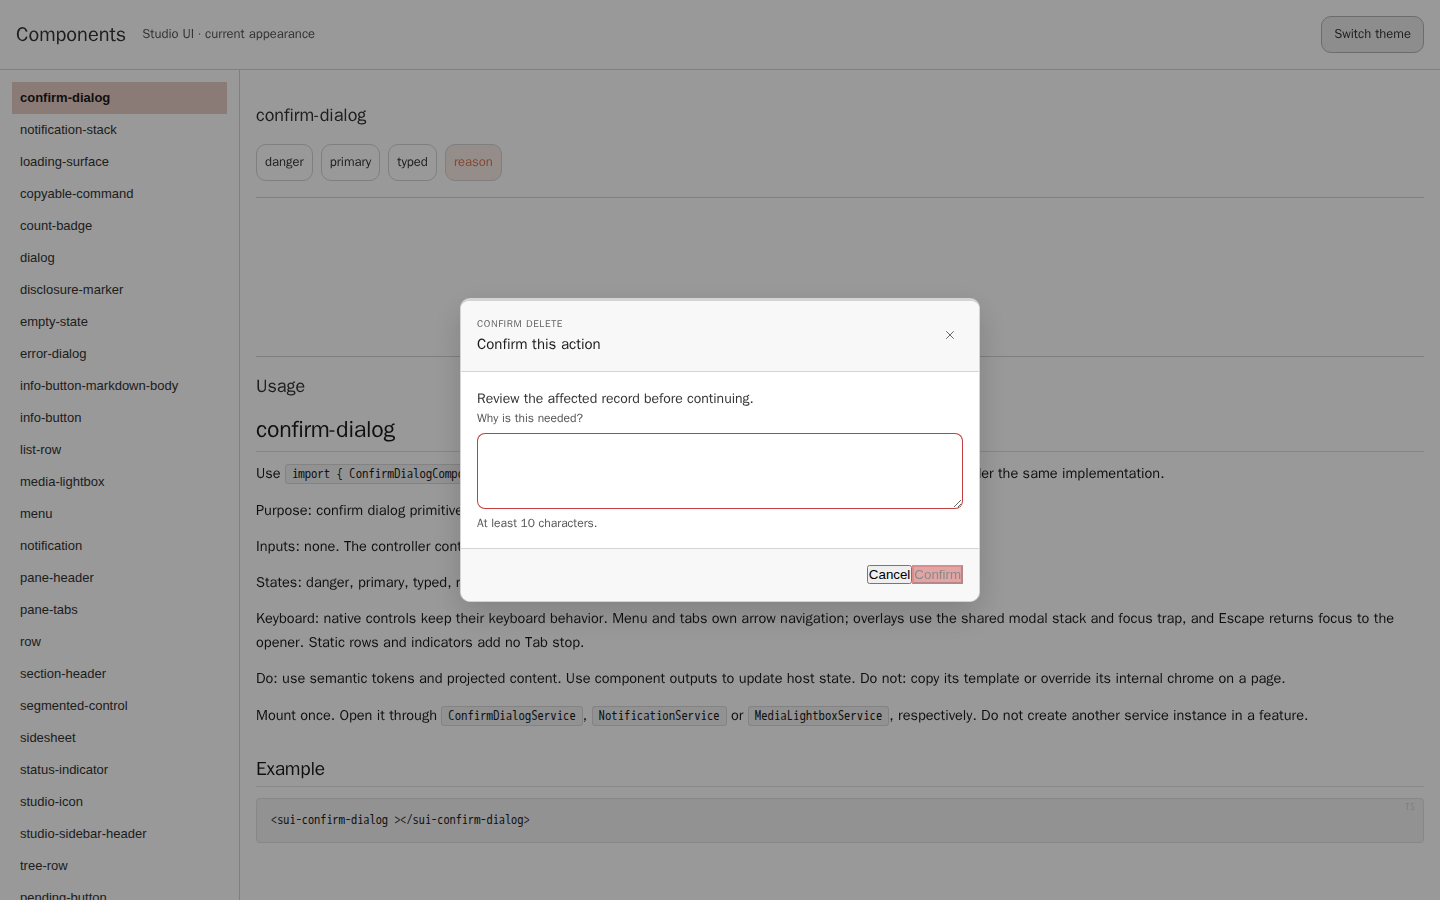 Components
Studio UI · current appearance
Switch theme
confirm-dialog
notification-stack
loading-surface
copyable-command
count-badge
dialog
disclosure-marker
empty-state
error-dialog
info-button-markdown-body
info-button
list-row
media-lightbox
menu
notification
pane-header
pane-tabs
row
section-header
segmented-control
sidesheet
status-indicator
studio-icon
studio-sidebar-header
tree-row
pending-button
confirm-dialog
danger
primary
typed
reason
CONFIRM DELETE
Confirm this action
Review the affected record before continuing.
Why is this needed?
At least 10 characters.
Cancel
Confirm
Usage
confirm-dialog
Use import { ConfirmDialogComp
the same implementation.
Purpose: confirm dialog primitive
Inputs: none. The controller
States: danger, primary, typed,
Keyboard: native controls keep their keyboard behavior. Menu and tabs own arrow navigation; overlays use the shared modal stack and focus trap, and Escape returns focus to the
opener. Static rows and indicators add no Tab stop.
Do: use semantic tokens and projected content. Use component outputs to update host state. Do not: copy its template or override its internal chrome on a page.
Mount once. Open it through ConfirmDialogService, NotificationService or MediaLightboxService, respectively. Do not create another service instance in a feature.
Example
TS
<sui-confirm-dialog ></sui-confirm-dialog>